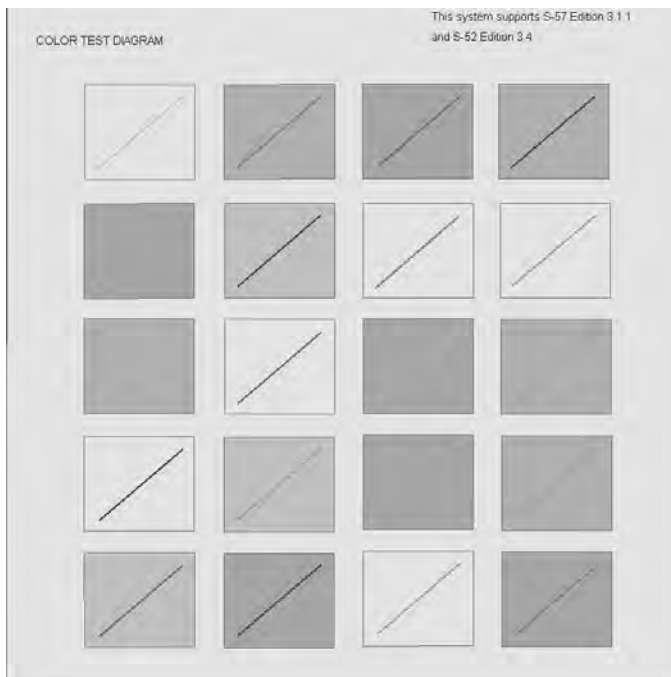 This system supports S-57 Edition 3.1.1
COLOR TEST DIAGRAM
and S-52 Edition 3.4